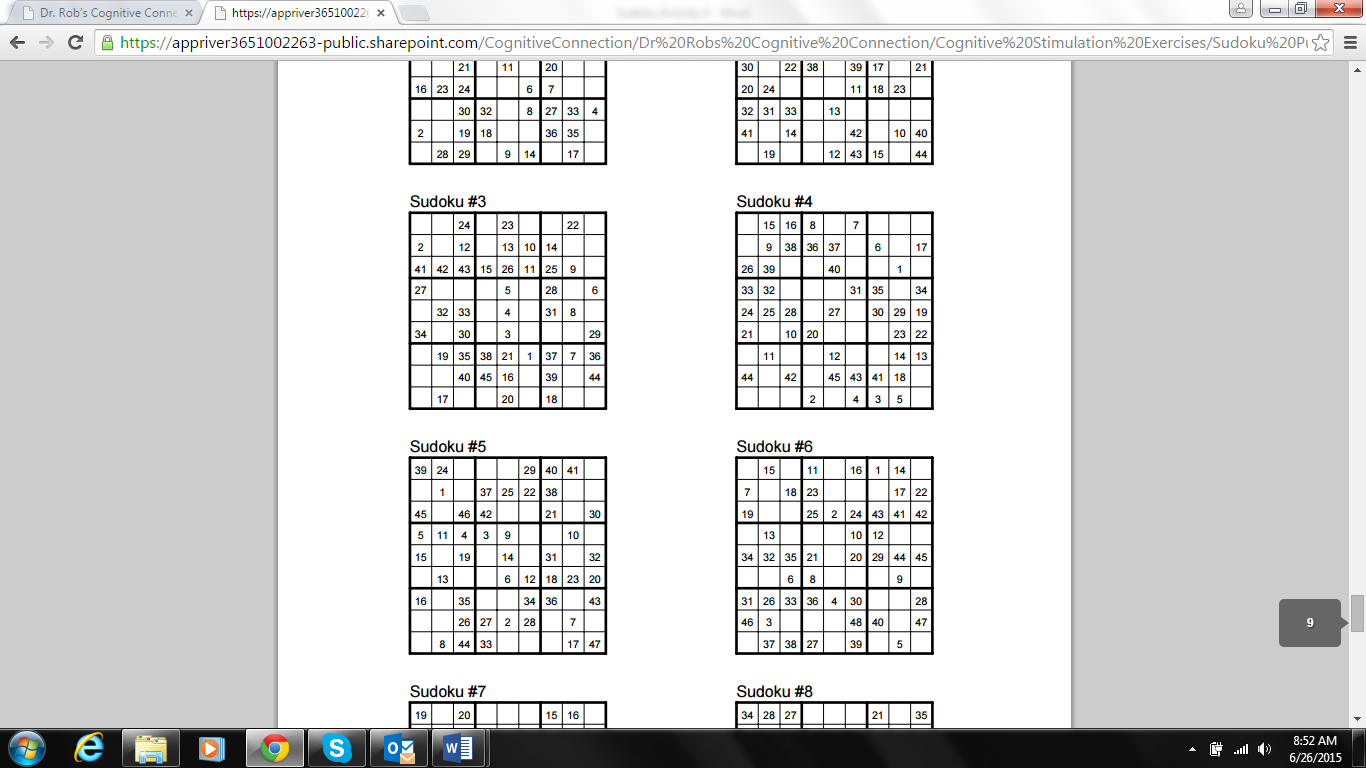 Dr. Rob's Cognitive Conne
https://appriver365100226
https://appriver3651002263-public.sharepoint.com/CognitiveConnection/Dr%20Robs%20Cognitive%20Connection/Cognitive%20Stimulation%20Exercises/Sudoku%20Pu
21 11 20
16 23 24 6 7
30 32 8 27 33 4
2 19 18 36 35
28 29 9 14 17
30 22 38 39 17 21
20 24 11 18 23
32 31 33 13
41 14 42 10 40
19 12 43 15 44
Sudoku #3
24 23 22
2 12 13 10 14
41 42 43 15 26 11 25 9
27 5 28 6
32 33 4 31 8
34 30 3 29
19 35 38 21 1 37 7 36
40 45 16 39 44
17 20 18
Sudoku #4
15 16 8 7
9 38 36 37 6 17
26 39 40 1
33 32 31 35 34
24 25 28 27 30 29 19
21 10 20 23 22
11 12 14 13
44 42 45 43 41 18
2 4 3 5
Sudoku #5
39 24 29 40 41
1 37 25 22 38
45 46 42 21 30
5 11 4 3 9 10
15 19 14 31 32
13 6 12 18 23 20
16 35 34 36 43
26 27 2 28 7
8 44 33 17 47
Sudoku #6
15 11 16 1 14
7 18 23 17 22
19 25 2 24 43 41 42
13 10 12
34 32 35 21 20 29 44 45
6 8 9
31 26 33 36 4 30 28
46 3 48 40 47
37 38 27 39 5
Sudoku #7
19 20 15 16
Sudoku #8
34 28 27 21 35
9
8:52 AM
6/26/2015